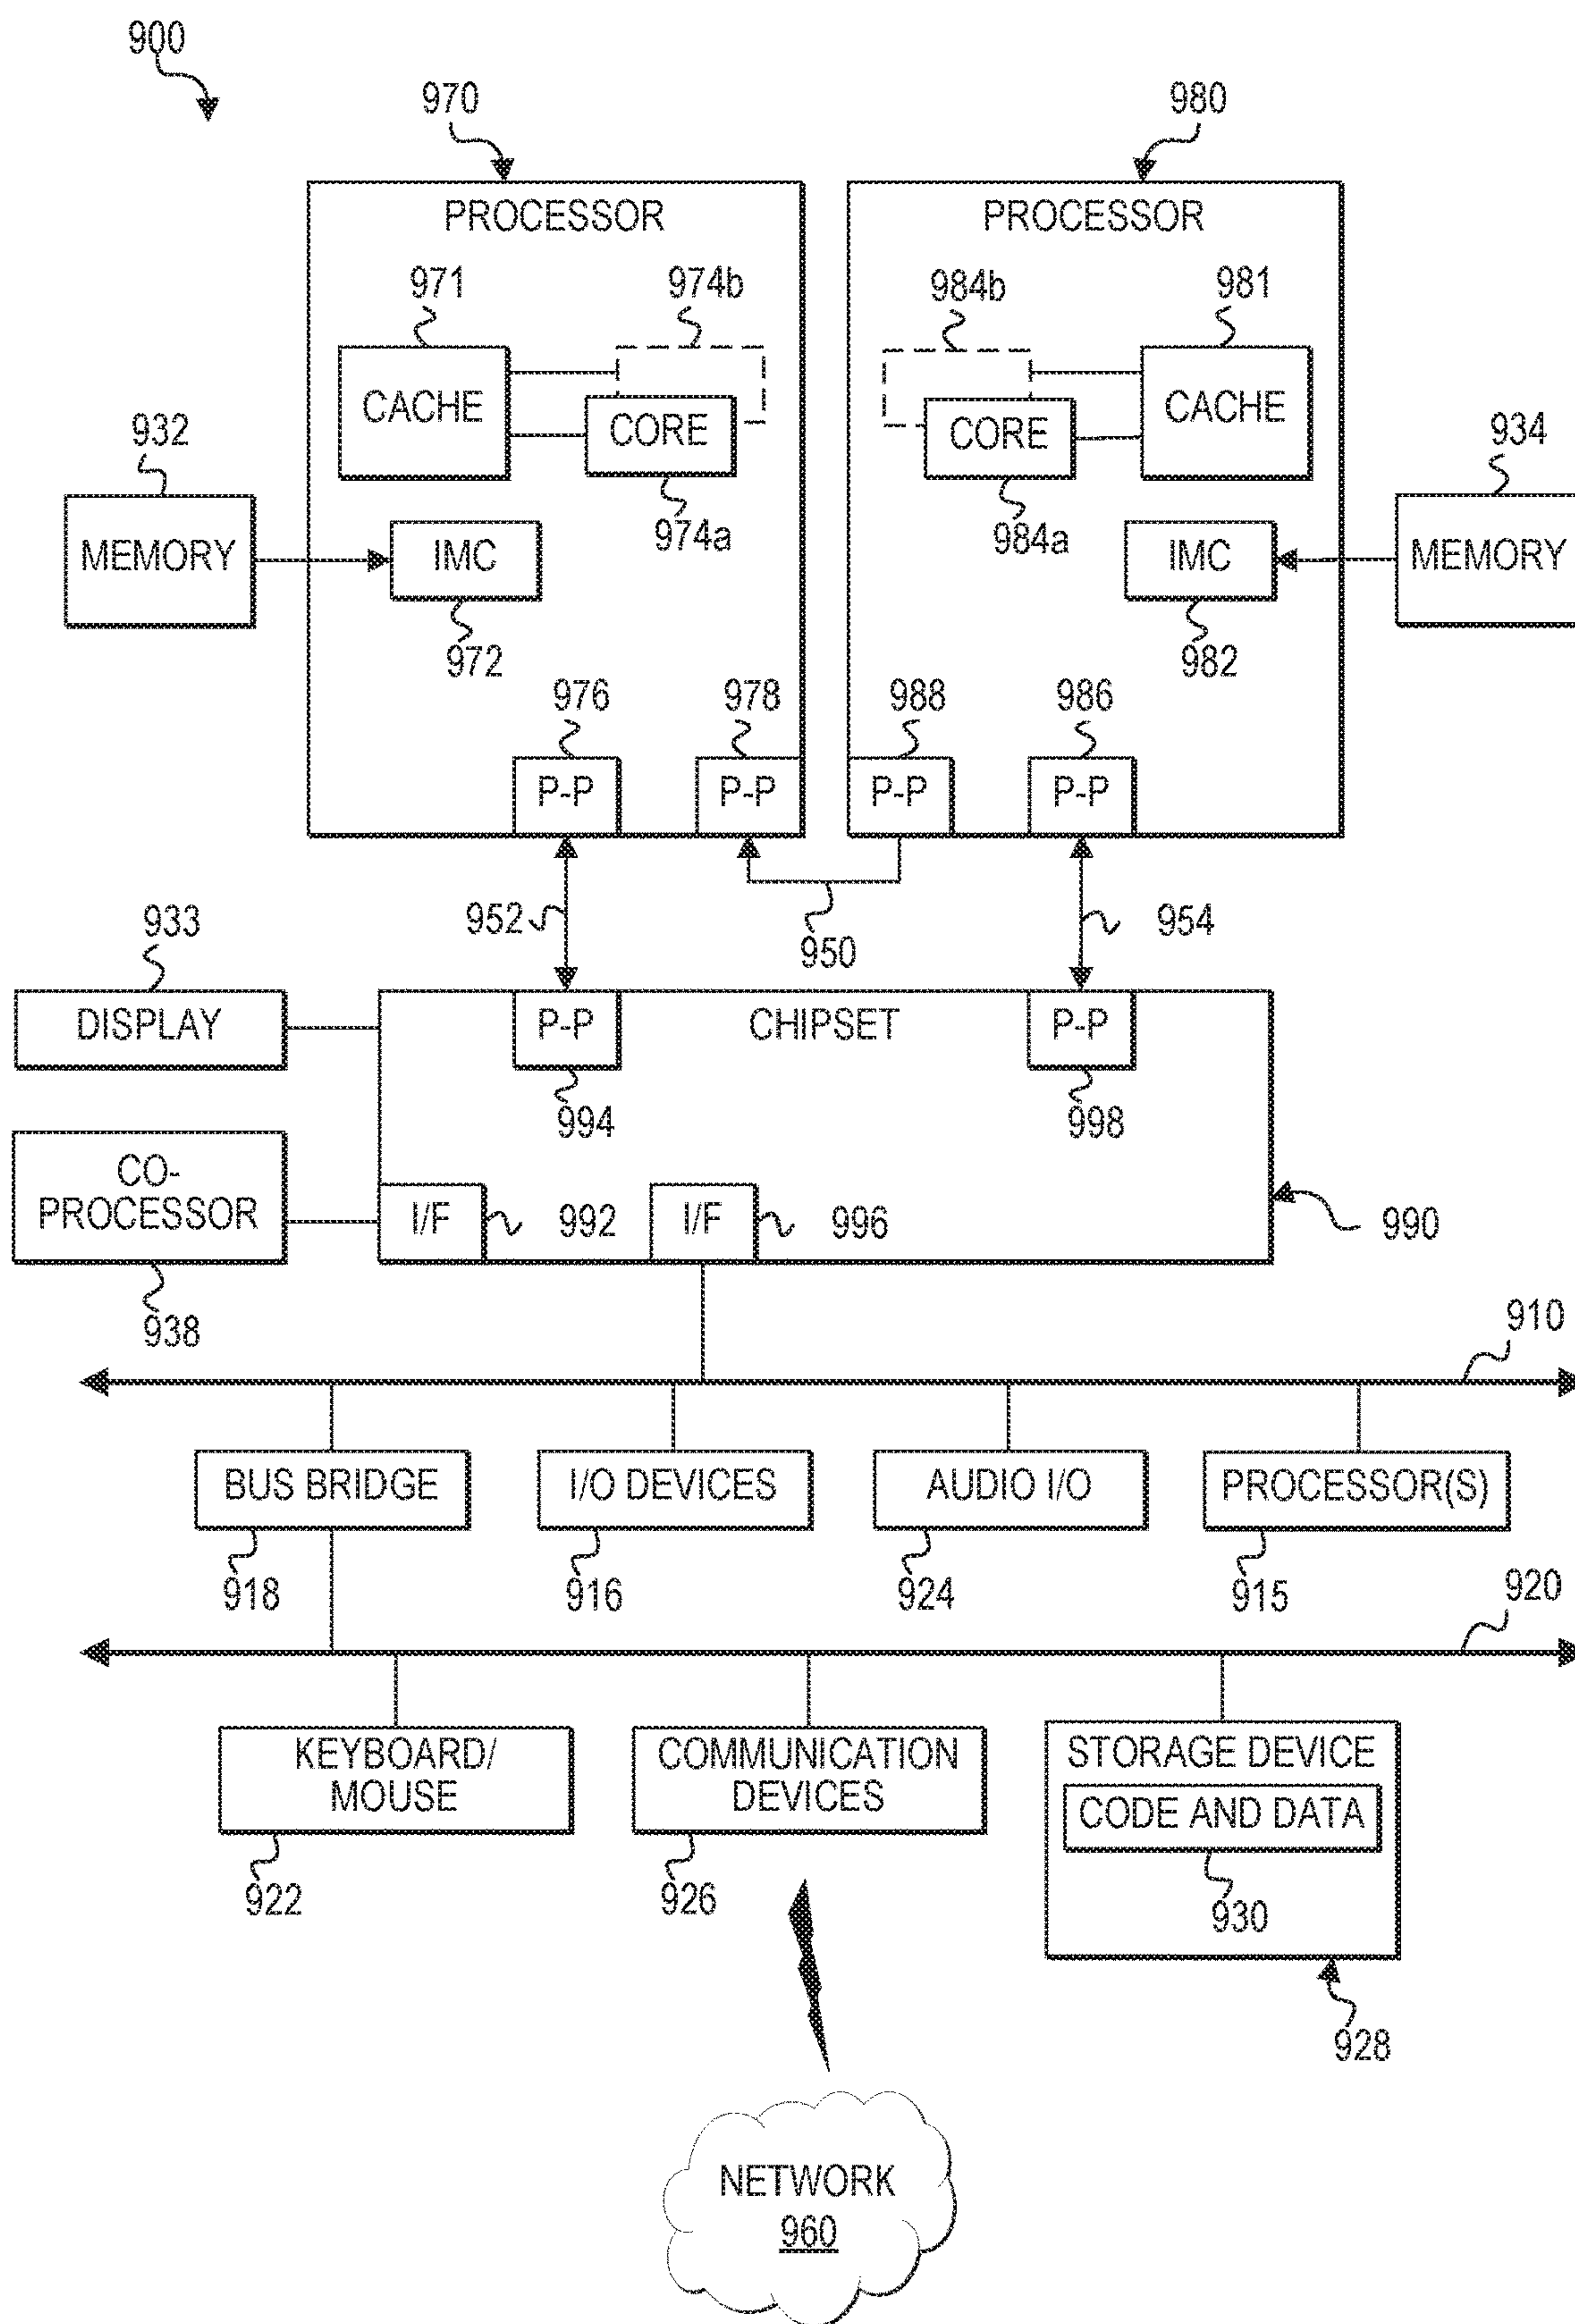 900
970
980
PROCESSOR
PROCESSOR
971
974b
984b
981
CACHE
CORE
CORE
CACHE
932
934
974a
984a
MEMORY
IMC
IMC
MEMORY
972
982
976
978
988
986
P-P
P-P
P-P
P-P
952
950
954
933
DISPLAY
P-P
CHIPSET
P-P
994
998
CO-
PROCESSOR
I/F
992
I/F
996
990
938
910
BUS BRIDGE
I/O DEVICES
AUDIO I/O
PROCESSOR(S)
918
916
924
915
920
KEYBOARD/
MOUSE
COMMUNICATION
DEVICES
STORAGE DEVICE
CODE AND DATA
922
926
930
928
NETWORK
960